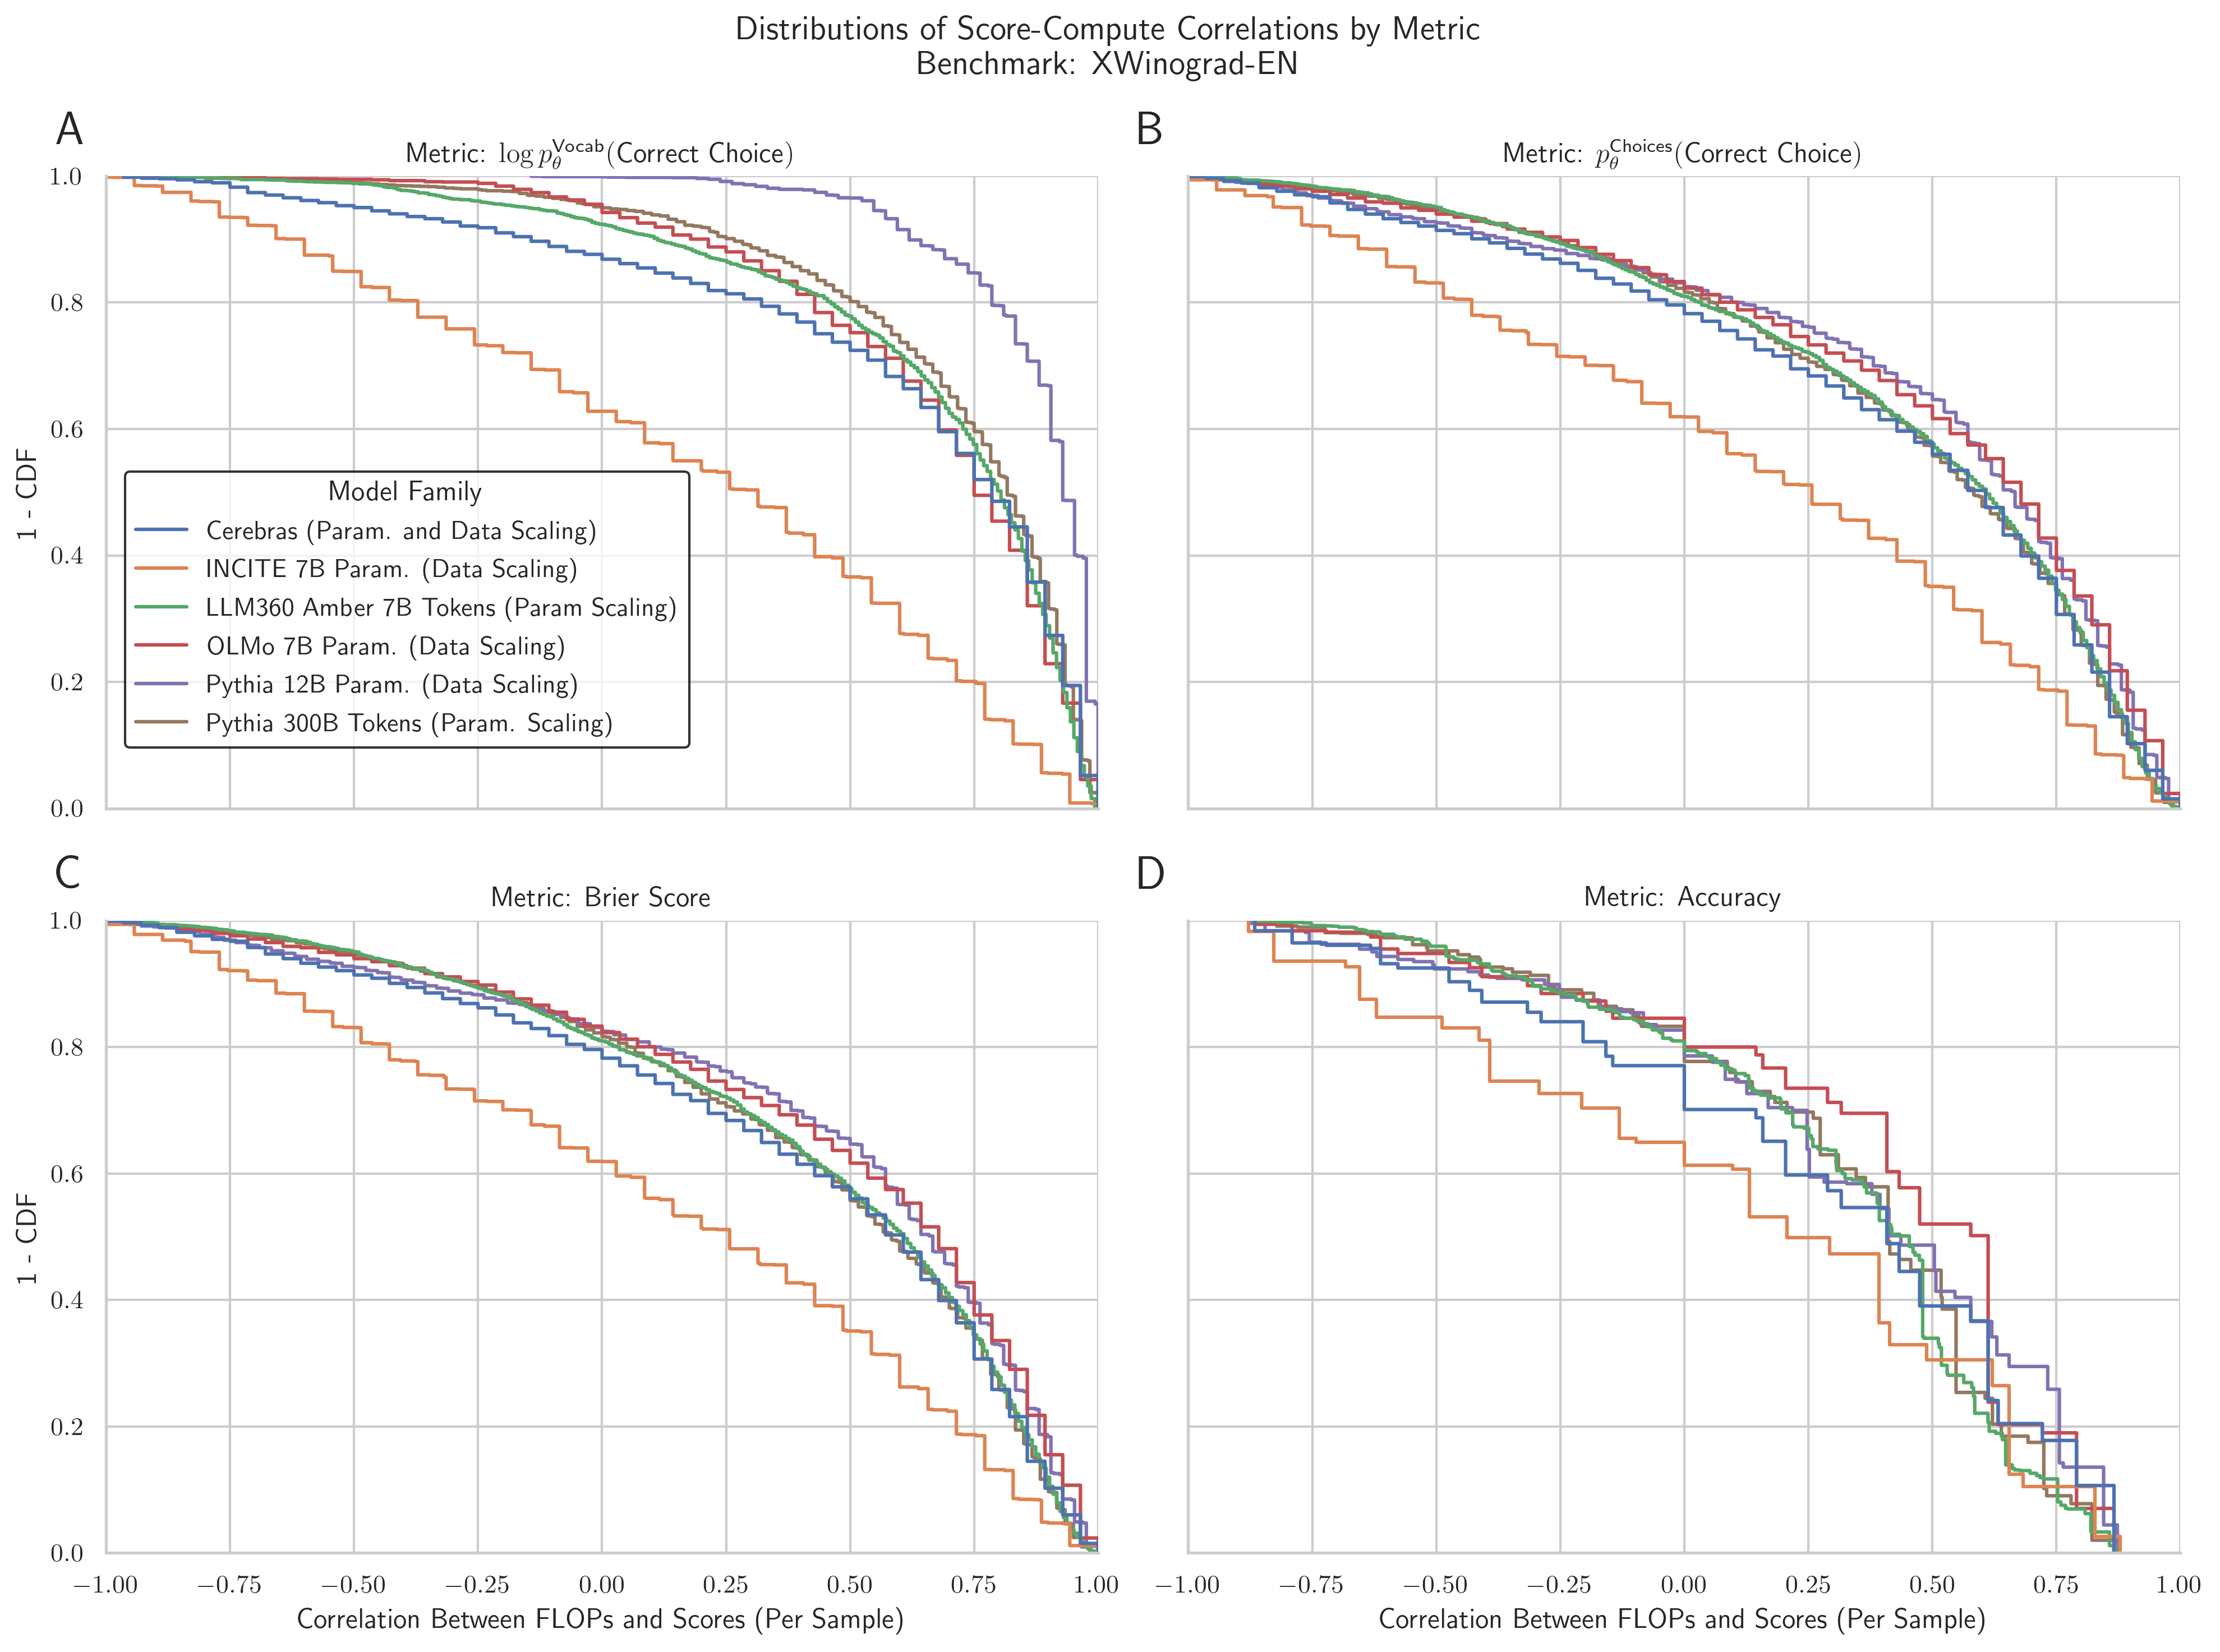 Distributions of Score-Compute Correlations by Metric
Benchmark: XWinograd-EN
A
Metric: log p_θ^Vocab(Correct Choice)
1.0
0.8
0.6
0.4
0.2
0.0
1 - CDF
Model Family
Cerebras (Param. and Data Scaling)
INCITE 7B Param. (Data Scaling)
LLM360 Amber 7B Tokens (Param Scaling)
OLMo 7B Param. (Data Scaling)
Pythia 12B Param. (Data Scaling)
Pythia 300B Tokens (Param. Scaling)
B
Metric: p_θ^Choices(Correct Choice)
C
Metric: Brier Score
1.0
0.8
0.6
0.4
0.2
0.0
1 - CDF
−1.00 −0.75 −0.50 −0.25 0.00 0.25 0.50 0.75 1.00
Correlation Between FLOPs and Scores (Per Sample)
D
Metric: Accuracy
−1.00 −0.75 −0.50 −0.25 0.00 0.25 0.50 0.75 1.00
Correlation Between FLOPs and Scores (Per Sample)